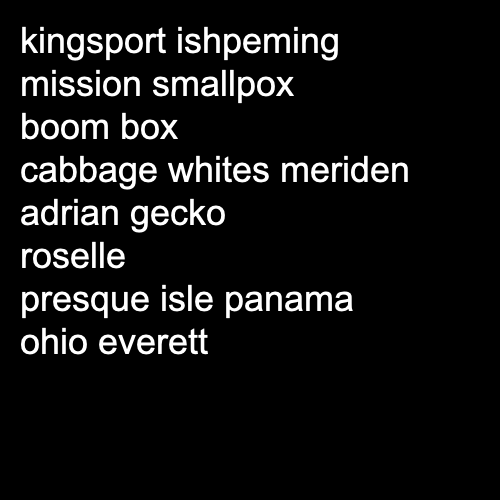 kingsport ishpeming
mission smallpox
boom box
cabbage whites meriden
adrian gecko
roselle
presque isle panama
ohio everett